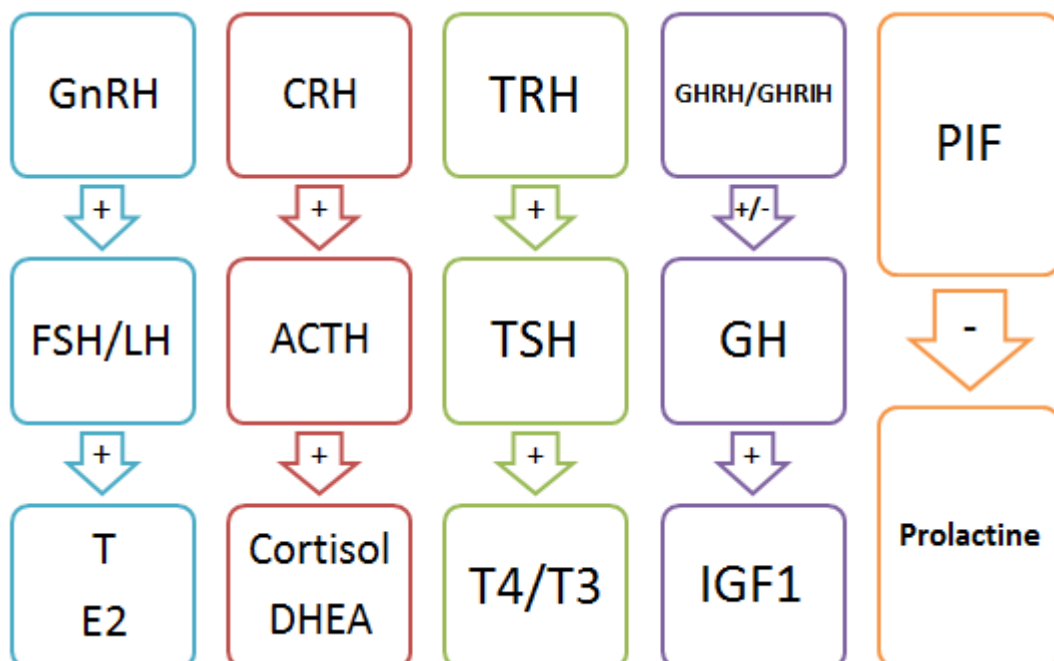 GnRH
CRH
TRH
GHRH/GHRIH
PIF
+
+
+
+/-
FSH/LH
ACTH
TSH
GH
-
+
+
+
+
T
E2
Cortisol
DHEA
T4/T3
IGF1
Prolactine